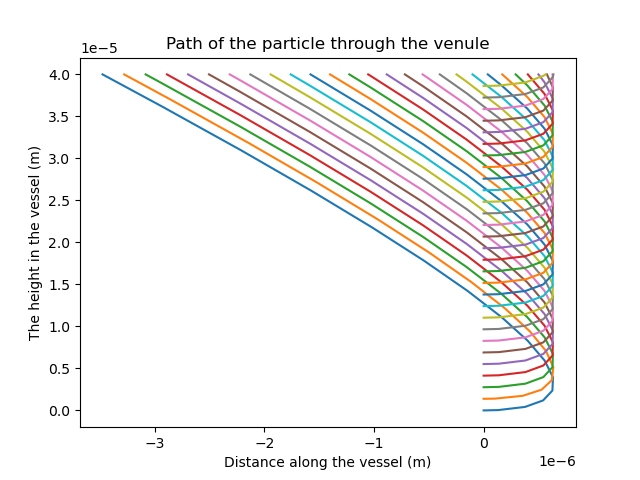 Path of the particle through the venule
1e−5
4.0
3.5
3.0
2.5
2.0
1.5
1.0
0.5
0.0
The height in the vessel (m)
−3
−2
−1
0
1e−6
Distance along the vessel (m)